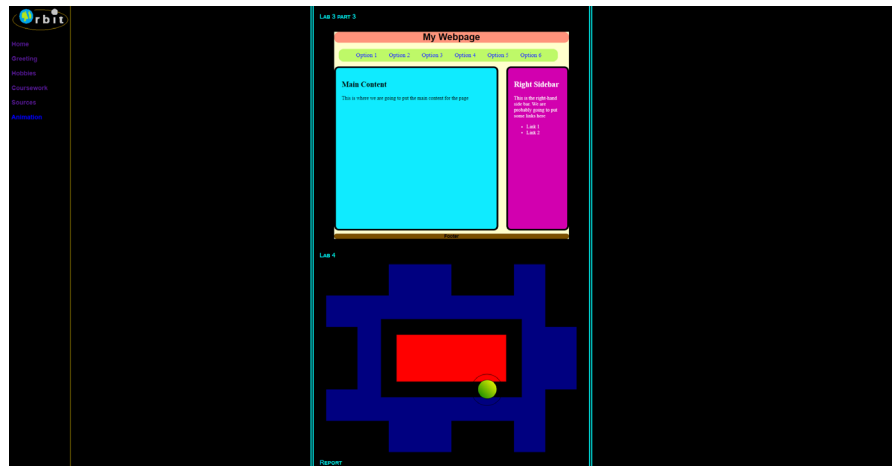 Orbit
Home
Greeting
Hobbies
Coursework
Sources
Animation
Lab 3 part 3
My Webpage
Option 1 Option 2 Option 3 Option 4 Option 5 Option 6
Main Content
This is where we are going to put the main content for the page
Right Sidebar
This is the right-hand
side bar. We are
probably going to put
some links here
Link 1
Link 2
Footer
Lab 4
Report